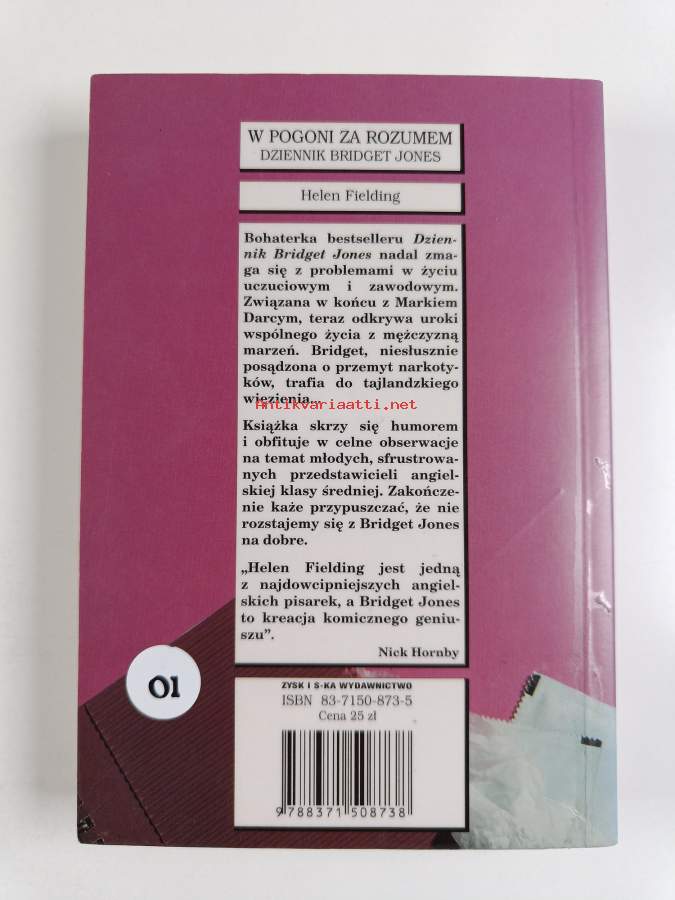 W POGONI ZA ROZUMEM
DZIENNIK BRIDGET JONES
Helen Fielding
Bohaterka bestselleru Dzien-
nik Bridget Jones nadal zma-
ga się z problemami w życiu
uczuciowym i zawodowym.
Związana w końcu z Markiem
Darcym, teraz odkrywa uroki
wspólnego życia z mężczyzną
marzeń. Bridget, niesłusznie
posądzona o przemyt narkoty-
ków, trafia do tajlandzkiego
więzienia...
Antikvariaatti.net
Książka skrzy się humorem
i obfituje w celne obserwacje
na temat młodych, sfrustrowa-
nych przedstawicieli angiel-
skiej klasy średniej. Zakończe-
nie każe przypuszczać, że nie
rozstajemy się z Bridget Jones
na dobre.
„Helen Fielding jest jedną
z najdowcipniejszych angiel-
skich pisarek, a Bridget Jones
to kreacja komicznego geniu-
szu”.
Nick Hornby
01
ZYSK I S-KA WYDAWNICTWO
ISBN 83-7150-873-5
Cena 25 zł
9 788371 508738